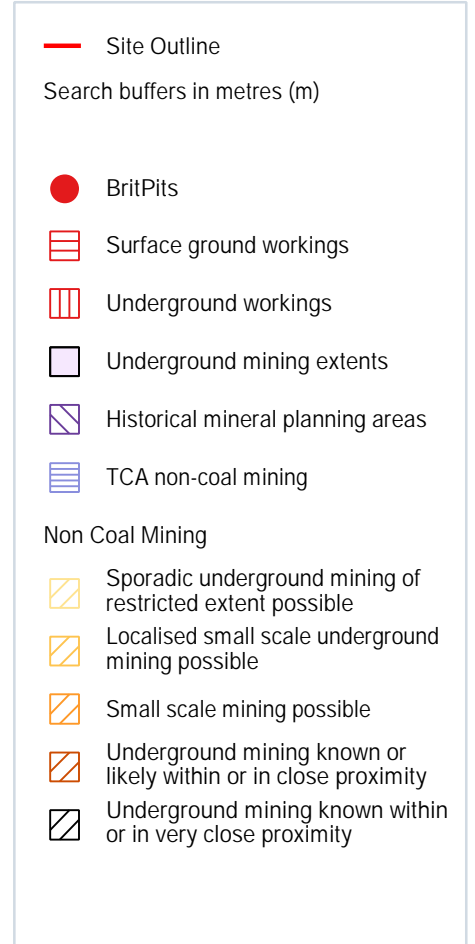 Site Outline
Search buffers in metres (m)
BritPits
Surface ground workings
Underground workings
Underground mining extents
Historical mineral planning areas
TCA non-coal mining
Non Coal Mining
Sporadic underground mining of
restricted extent possible
Localised small scale underground
mining possible
Small scale mining possible
Underground mining known or
likely within or in close proximity
Underground mining known within
or in very close proximity